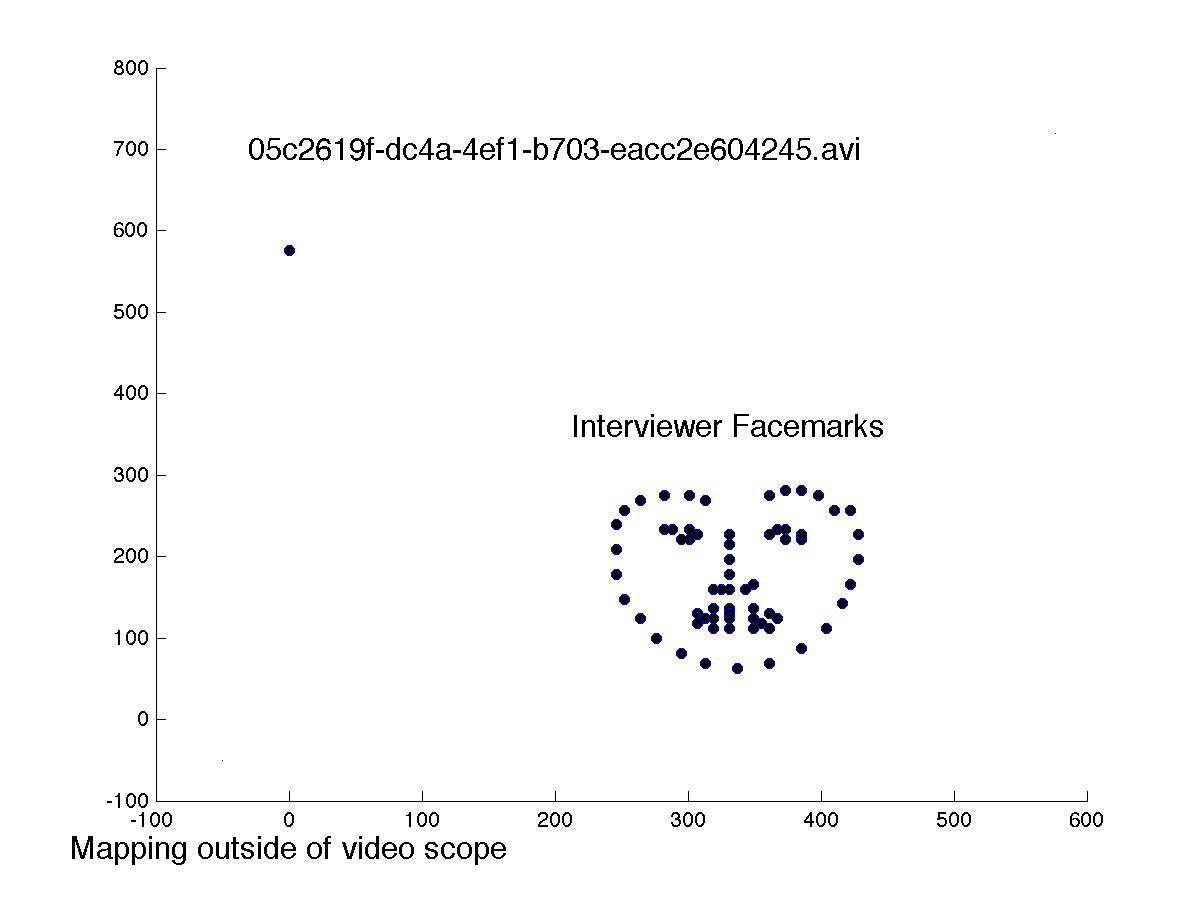 800
700
05c2619f-dc4a-4ef1-b703-eacc2e604245.avi
600
500
400
Interviewer Facemarks
300
200
100
0
-100
-100 0 100 200 300 400 500 600
Mapping outside of video scope